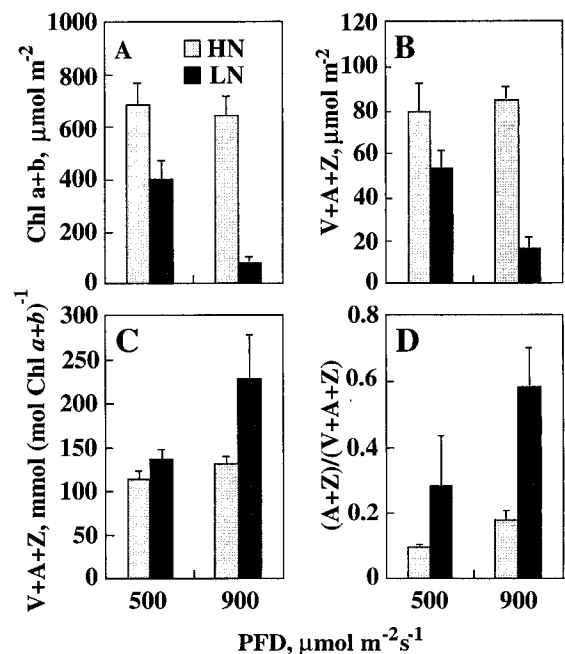 A
HN
LN
Chl a+b, μmol m-2
1000
800
600
400
200
0
B
V+A+Z, μmol m-2
120
100
80
60
40
20
0
C
V+A+Z, mmol (mol Chl a+b)-1
300
250
200
150
100
50
0
500 900
D
(A+Z)/(V+A+Z)
0.8
0.6
0.4
0.2
0
500 900
PFD, μmol m-2s-1